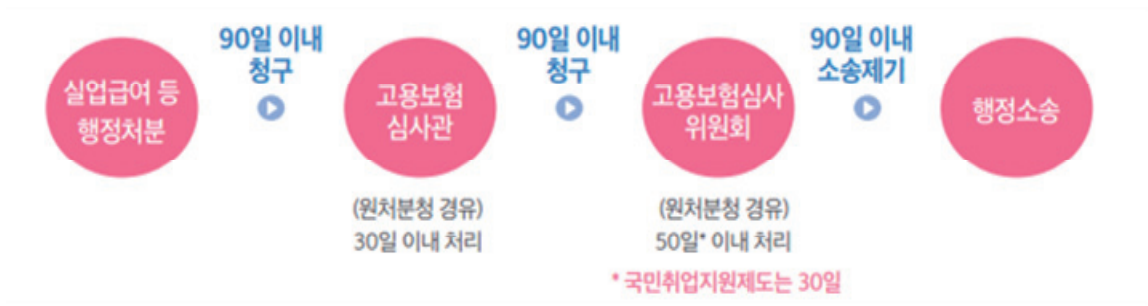 실업급여 등
행정처분
90일 이내
청구
고용보험
심사관
(원처분청 경유)
30일 이내 처리
90일 이내
청구
고용보험심사
위원회
(원처분청 경유)
50일* 이내 처리
* 국민취업지원제도는 30일
90일 이내
소송제기
행정소송